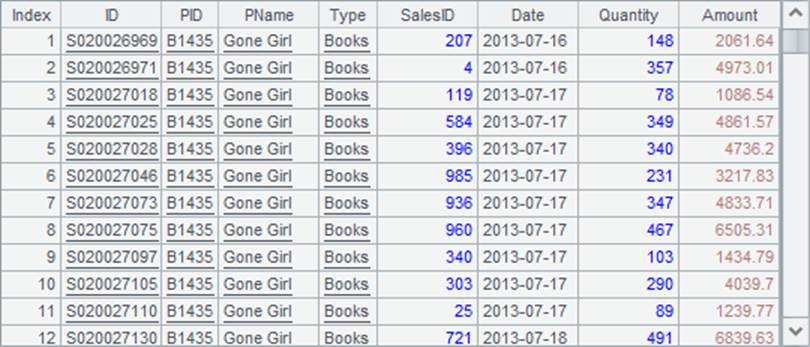 Index ID PID PName Type SalesID Date Quantity Amount
1 S020026969 B1435 Gone Girl Books 207 2013-07-16 148 2061.64
2 S020026971 B1435 Gone Girl Books 4 2013-07-16 357 4973.01
3 S020027018 B1435 Gone Girl Books 119 2013-07-17 78 1086.54
4 S020027025 B1435 Gone Girl Books 584 2013-07-17 349 4861.57
5 S020027028 B1435 Gone Girl Books 396 2013-07-17 340 4736.2
6 S020027046 B1435 Gone Girl Books 985 2013-07-17 231 3217.83
7 S020027073 B1435 Gone Girl Books 936 2013-07-17 347 4833.71
8 S020027075 B1435 Gone Girl Books 960 2013-07-17 467 6505.31
9 S020027097 B1435 Gone Girl Books 340 2013-07-17 103 1434.79
10 S020027105 B1435 Gone Girl Books 303 2013-07-17 290 4039.7
11 S020027110 B1435 Gone Girl Books 25 2013-07-17 89 1239.77
12 S020027130 B1435 Gone Girl Books 721 2013-07-18 491 6839.63